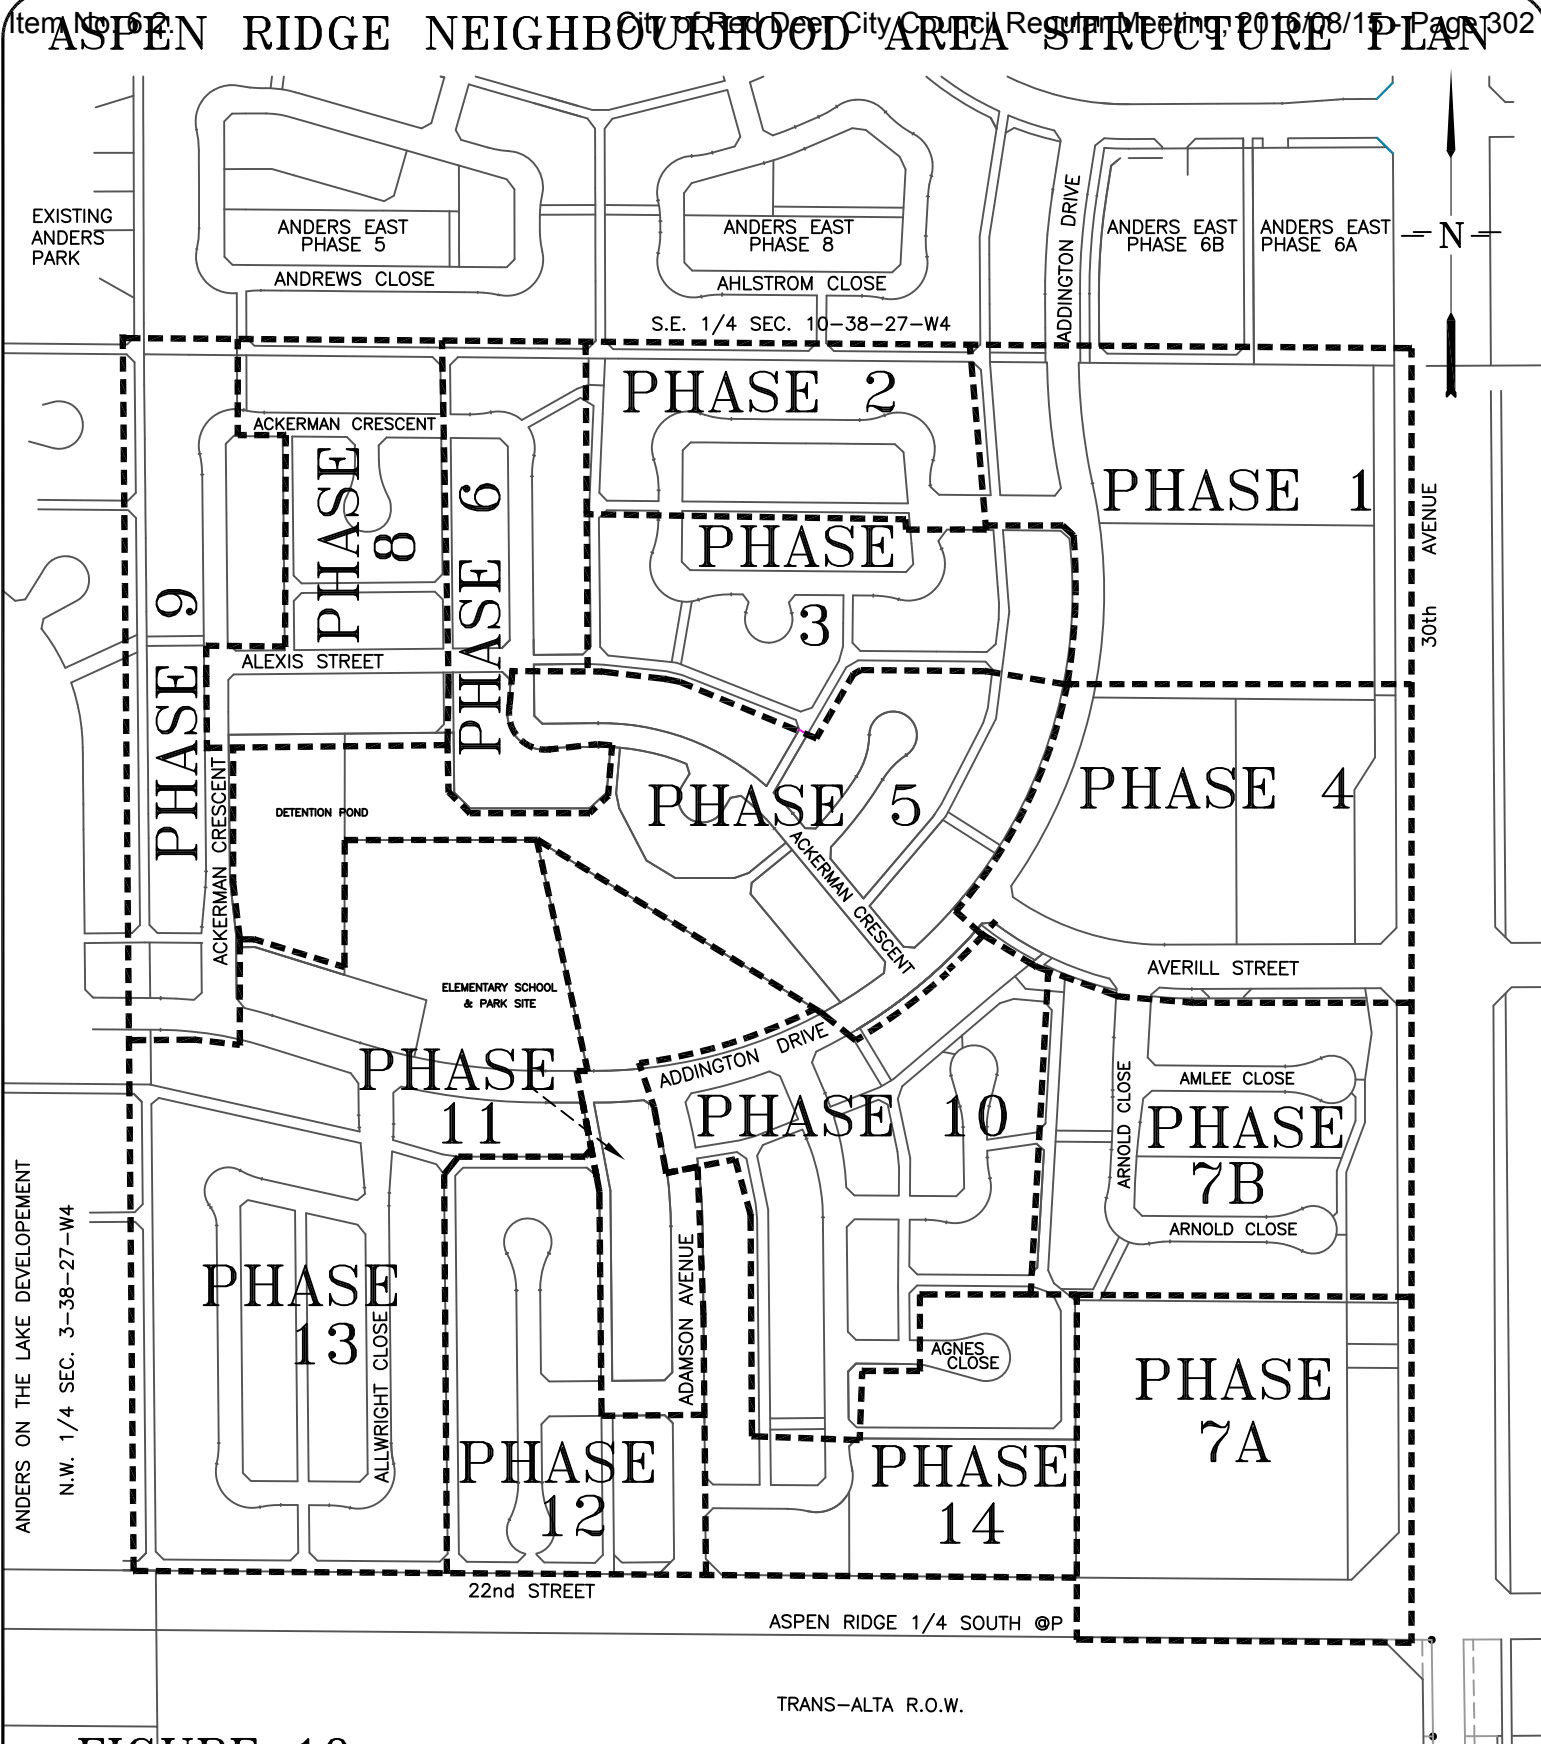 Item No. 6.2.
City of Red Deer City Council Regular Meeting, 2016/08/15 - Page 302
ASPEN RIDGE NEIGHBOURHOOD AREA STRUCTURE PLAN
EXISTING
ANDERS
PARK
ANDERS EAST
PHASE 5
ANDREWS CLOSE
ANDERS EAST
PHASE 8
AHLSTROM CLOSE
ADDINGTON DRIVE
ANDERS EAST
PHASE 6B
ANDERS EAST
PHASE 6A
N
S.E. 1/4 SEC. 10-38-27-W4
PHASE 2
ACKERMAN CRESCENT
PHASE
8
PHASE 6
PHASE 1
30th AVENUE
PHASE
3
PHASE 9
ALEXIS STREET
PHASE 4
PHASE 5
DETENTION POND
ACKERMAN CRESCENT
ACKERMAN CRESCENT
AVERILL STREET
ELEMENTARY SCHOOL
& PARK SITE
ADDINGTON DRIVE
PHASE
11
PHASE 10
ARNOLD CLOSE
AMLEE CLOSE
PHASE
7B
ARNOLD CLOSE
ANDERS ON THE LAKE DEVELOPEMENT
N.W. 1/4 SEC. 3-38-27-W4
PHASE
13
ALLWRIGHT CLOSE
ADAMSON AVENUE
AGNES
CLOSE
PHASE
7A
PHASE
12
PHASE
14
22nd STREET
ASPEN RIDGE 1/4 SOUTH @P
TRANS-ALTA R.O.W.